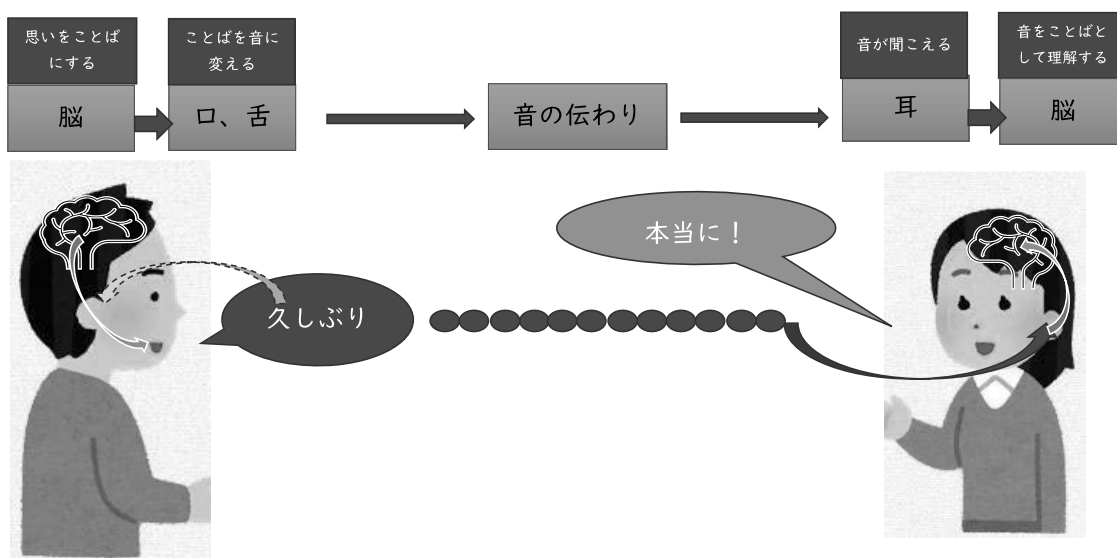 思いをことば
にする
脳
ことばを音に
変える
口、舌
音の伝わり
音が聞こえる
耳
音をことばと
して理解する
脳
本当に！
久しぶり